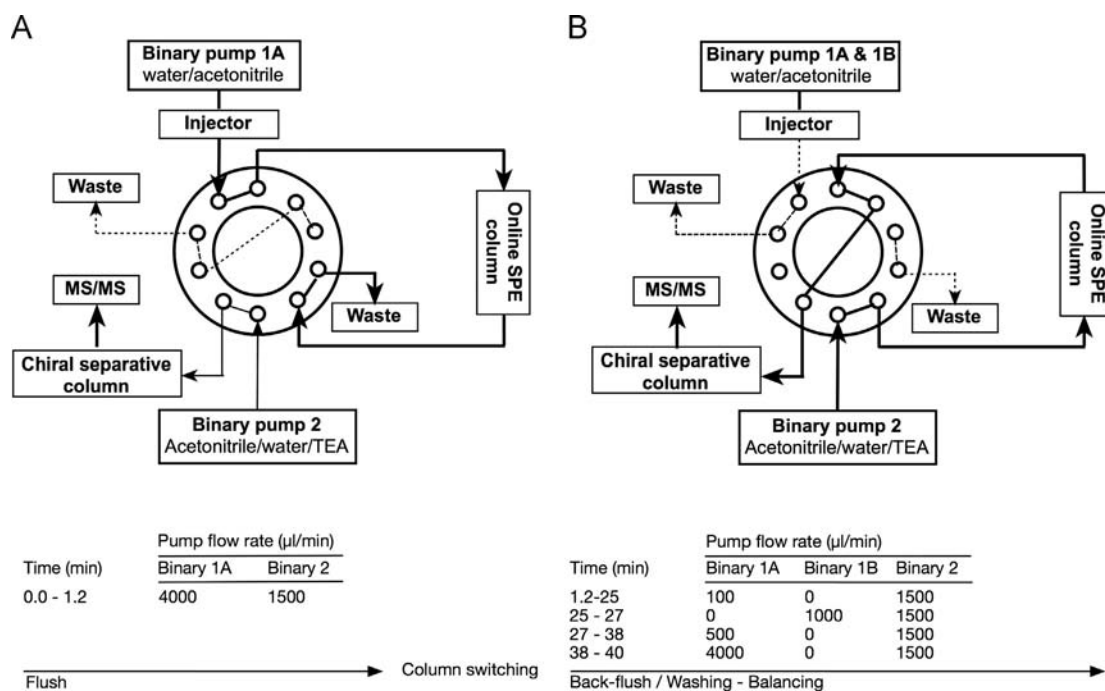 A
Binary pump 1A
water/acetonitrile
Injector
Waste
MS/MS
Chiral separative
column
Online SPE
column
Waste
Binary pump 2
Acetonitrile/water/TEA
Pump flow rate (µl/min)
Time (min) Binary 1A Binary 2
0.0 - 1.2 4000 1500
Flush
Column switching
B
Binary pump 1A & 1B
water/acetonitrile
Injector
Waste
MS/MS
Chiral separative
column
Online SPE
column
Waste
Binary pump 2
Acetonitrile/water/TEA
Pump flow rate (µl/min)
Time (min) Binary 1A Binary 1B Binary 2
1.2-25 100 0 1500
25 - 27 0 1000 1500
27 - 38 500 0 1500
38 - 40 4000 0 1500
Back-flush / Washing - Balancing